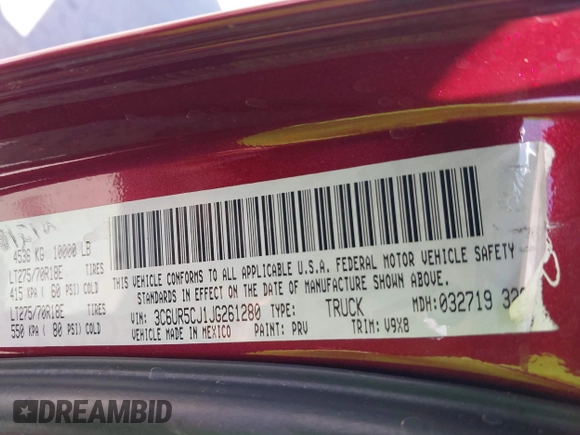 4536 KG 10000 LB
LT275/70R18E TIRES
415 KPA ( 60 PSI) COLD
LT275/70R18E TIRES
550 KPA ( 80 PSI) COLD
THIS VEHICLE CONFORMS TO ALL APPLICABLE U.S.A. FEDERAL MOTOR VEHICLE SAFETY
STANDARDS IN EFFECT ON THE DATE OF MANUFACTURE SHOWN ABOVE.
VIN: 3C6UR5CJ1JG261280 TYPE: TRUCK MDH: 032719
VEHICLE MADE IN MEXICO PAINT: PRV TRIM: V9X8
DREAMBID